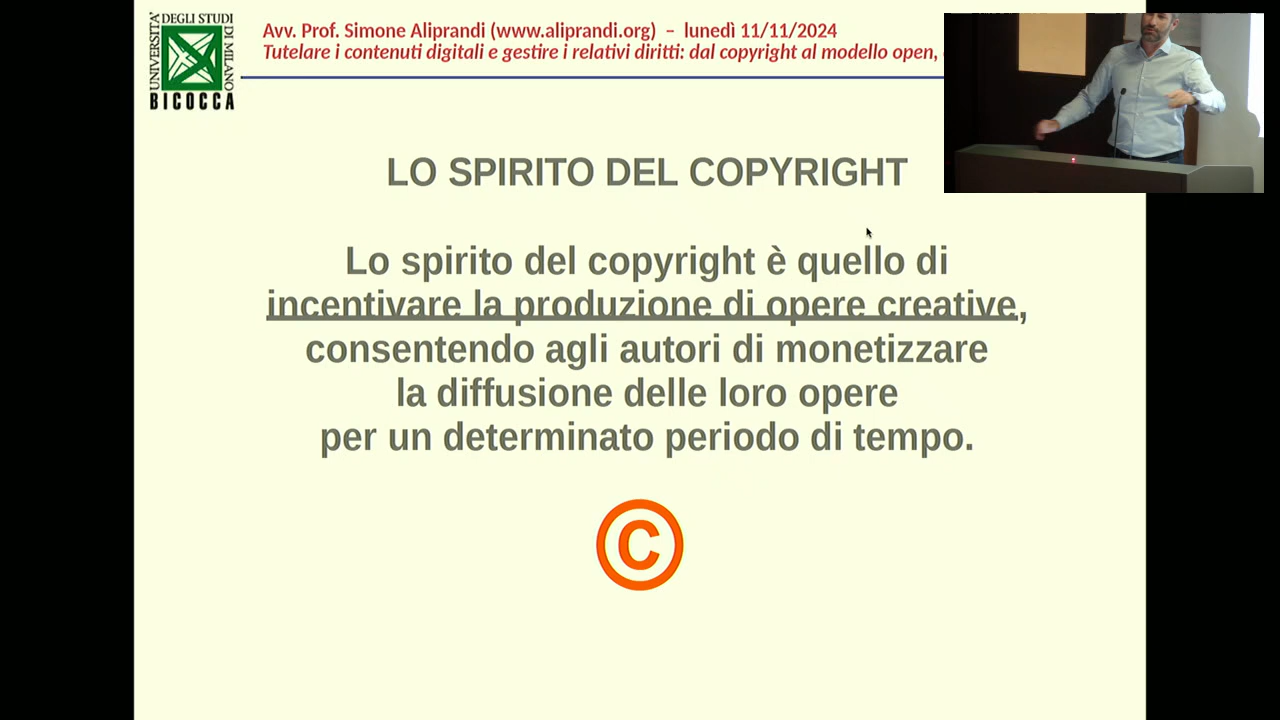 UNIVERSITA'
DEGLI STUDI
DI MILANO
BICOCCA
Avv. Prof. Simone Aliprandi (www.aliprandi.org) – lunedì 11/11/2024
Tutelare i contenuti digitali e gestire i relativi diritti: dal copyright al modello open,
LO SPIRITO DEL COPYRIGHT
Lo spirito del copyright è quello di
incentivare la produzione di opere creative,
consentendo agli autori di monetizzare
la diffusione delle loro opere
per un determinato periodo di tempo.
©